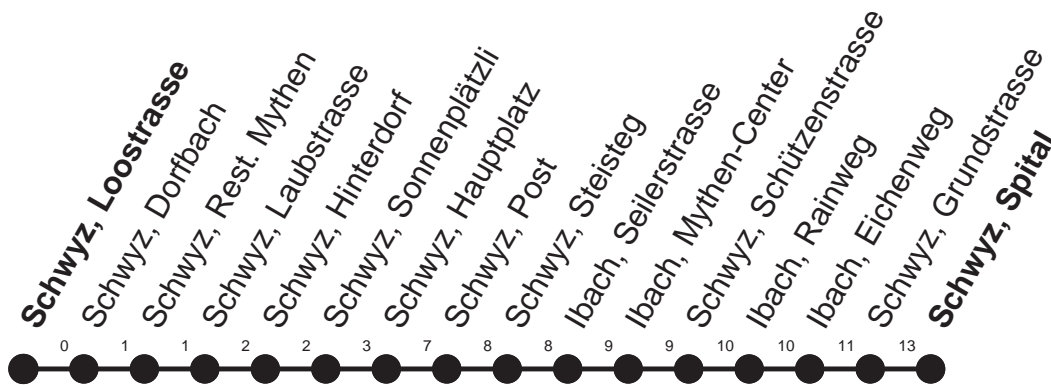 Schwyz, Loostrasse
Schwyz, Dorfbach
Schwyz, Rest. Mythen
Schwyz, Laubstrasse
Schwyz, Hinterdorf
Schwyz, Sonnenplätzli
Schwyz, Hauptplatz
Schwyz, Post
Schwyz, Steisteg
Ibach, Seilerstrasse
Ibach, Mythen-Center
Schwyz, Schützenstrasse
Ibach, Rainweg
Ibach, Eichenweg
Schwyz, Grundstrasse
Schwyz, Spital
0 1 1 2 2 3 7 8 8 9 9 10 10 11 13